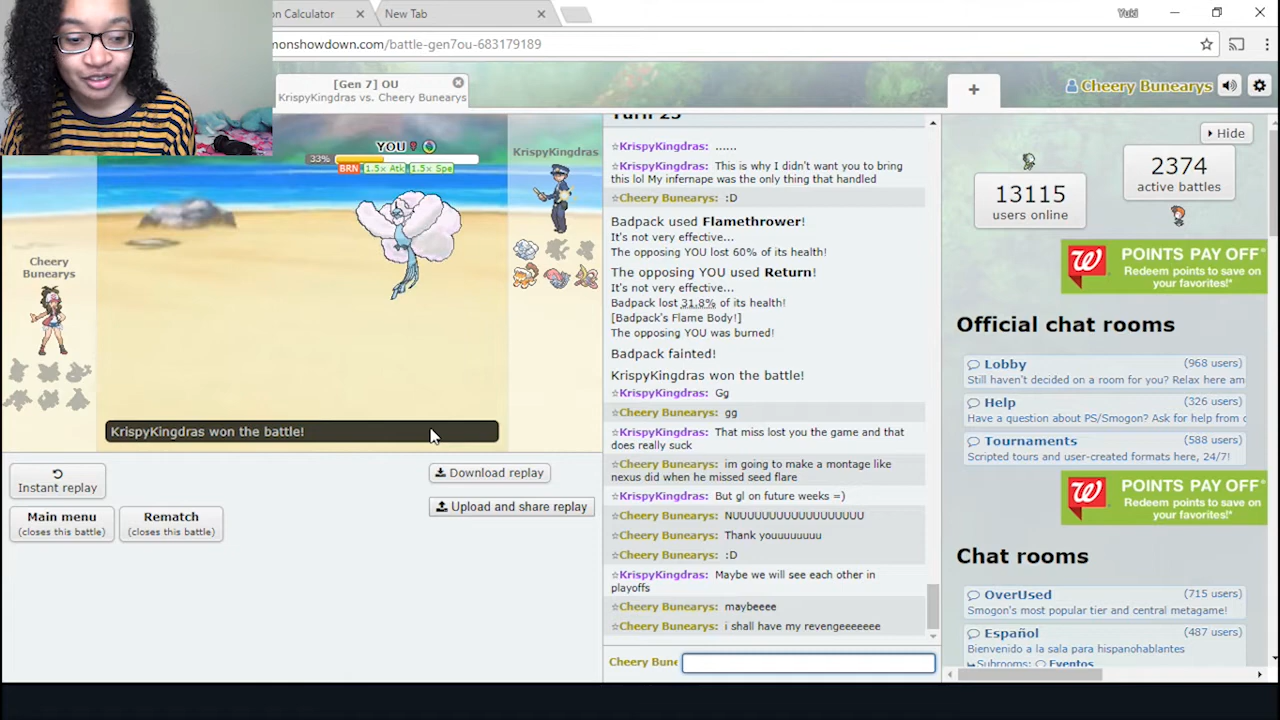 on Calculator
New Tab
Yuki
monshowdown.com/battle-gen7ou-683179189
[Gen 7] OU
KrispyKingdras vs. Cheery Bunearys
+
Cheery Bunearys
Cheery
Bunearys
YOU
33%
BRN 1.5× Atk 1.5× Spe
KrispyKingdras
KrispyKingdras won the battle!
Instant replay
Download replay
Upload and share replay
Main menu
(closes this battle)
Rematch
(closes this battle)
Turn 25
☆KrispyKingdras: ......
☆KrispyKingdras: This is why I didn't want you to bring
this lol My infernape was the only thing that handled
☆Cheery Bunearys: :D
Badpack used Flamethrower!
It's not very effective...
The opposing YOU lost 60% of its health!
The opposing YOU used Return!
It's not very effective...
Badpack lost 31.8% of its health!
[Badpack's Flame Body!]
The opposing YOU was burned!
Badpack fainted!
KrispyKingdras won the battle!
☆KrispyKingdras: Gg
☆Cheery Bunearys: gg
☆KrispyKingdras: That miss lost you the game and that
does really suck
☆Cheery Bunearys: im going to make a montage like
nexus did when he missed seed flare
☆KrispyKingdras: But gl on future weeks =)
☆Cheery Bunearys: NUUUUUUUUUUUUUUUUUU
☆Cheery Bunearys: Thank youuuuuuuu
☆Cheery Bunearys: :D
☆KrispyKingdras: Maybe we will see each other in
playoffs
☆Cheery Bunearys: maybeeee
☆Cheery Bunearys: i shall have my revengeeeeeee
Cheery Bune
Hide
13115
users online
2374
active battles
W POINTS PAY OFF*
Redeem points to save on
your favorites!*
Official chat rooms
Lobby (968 users)
Still haven't decided on a room for you? Relax here am
Help (326 users)
Have a question about PS/Smogon? Ask for help from o
Tournaments (588 users)
Scripted tours and user-created formats here, 24/7!
W POINTS PAY OFF*
Redeem points to save on
your favorites!*
Chat rooms
OverUsed (715 users)
Smogon's most popular tier and central metagame!
Español (487 users)
Bienvenido a la sala para hispanohablantes
Subrooms: Eventos